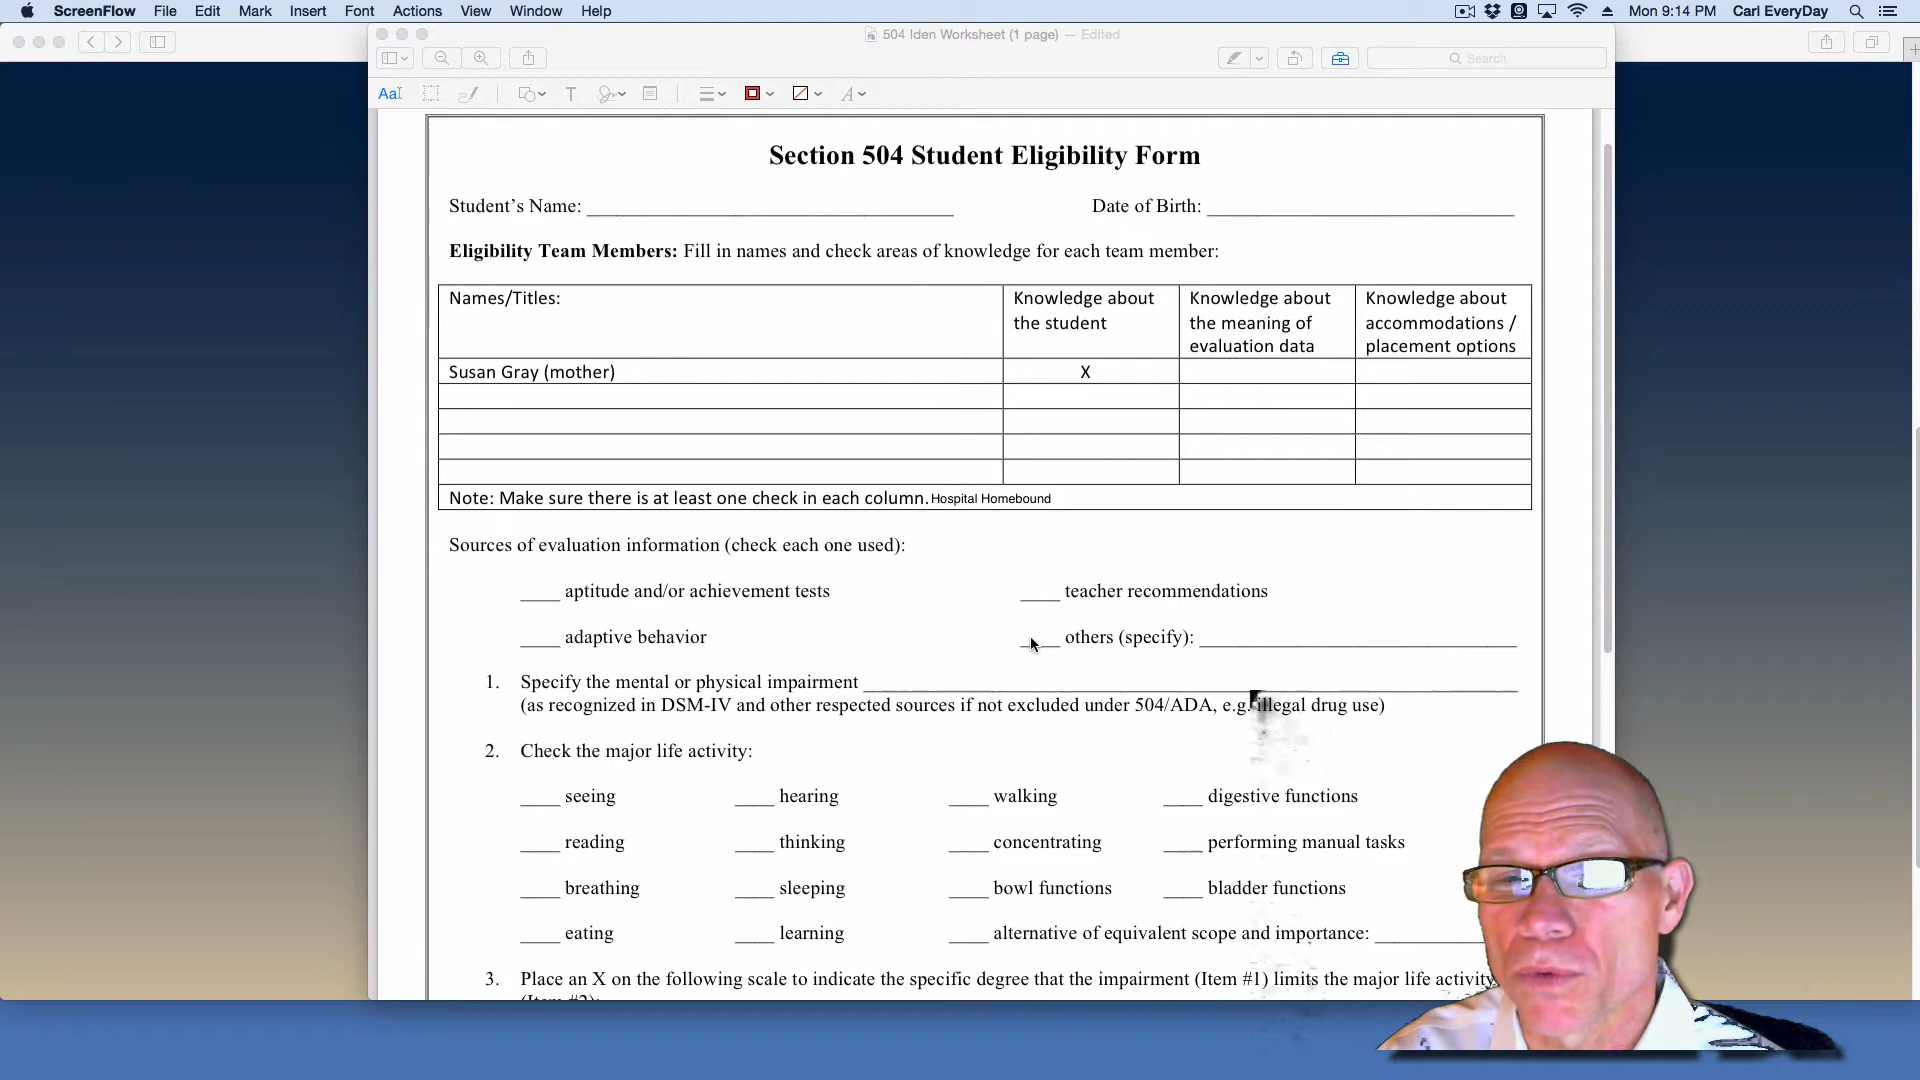 ScreenFlow File Edit Mark Insert Font Actions View Window Help Mon 9:14 PM Carl EveryDay
504 Iden Worksheet (1 page) — Edited
Search
Section 504 Student Eligibility Form
Student’s Name: Date of Birth:
Eligibility Team Members: Fill in names and check areas of knowledge for each team member:
Names/Titles:
Knowledge about
the student
Knowledge about
the meaning of
evaluation data
Knowledge about
accommodations /
placement options
Susan Gray (mother) X
Note: Make sure there is at least one check in each column. Hospital Homebound
Sources of evaluation information (check each one used):
____ aptitude and/or achievement tests ____ teacher recommendations
____ adaptive behavior ____ others (specify):
1. Specify the mental or physical impairment
(as recognized in DSM-IV and other respected sources if not excluded under 504/ADA, e.g. illegal drug use)
2. Check the major life activity:
____ seeing ____ hearing ____ walking ____ digestive functions
____ reading ____ thinking ____ concentrating ____ performing manual tasks
____ breathing ____ sleeping ____ bowl functions ____ bladder functions
____ eating ____ learning ____ alternative of equivalent scope and importance:
3. Place an X on the following scale to indicate the specific degree that the impairment (Item #1) limits the major life activity